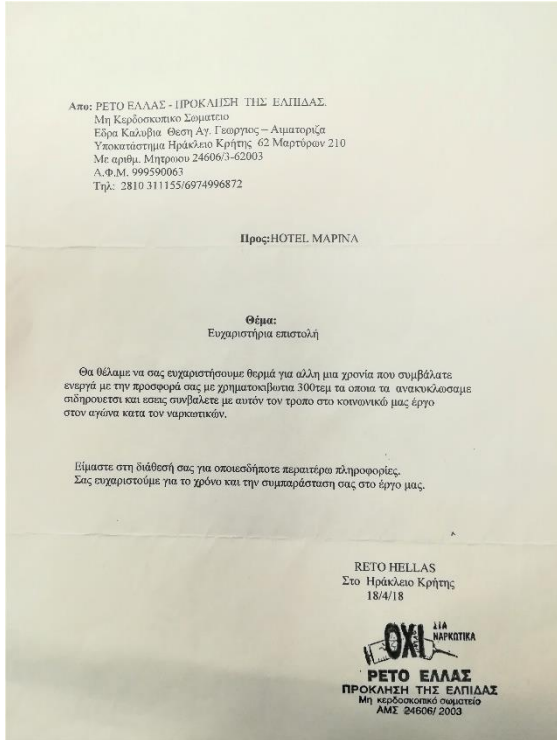 Απο: ΡΕΤΟ ΕΛΛΑΣ - ΠΡΟΚΛΗΣΗ ΤΗΣ ΕΛΠΙΔΑΣ.
Μη Κερδοσκοπικο Σωματειο
Εδρα Καλυβια Θεση Αγ. Γεωργιος – Αιματοριζα
Υποκατάστημα Ηράκλειο Κρήτης 62 Μαρτύρων 210
Με αριθμ. Μητρωου 24606/3-62003
Α.Φ.Μ. 999590063
Τηλ: 2810 311155/6974996872
Προς:HOTEL ΜΑΡΙΝΑ
Θέμα:
Ευχαριστήρια επιστολή
Θα θέλαμε να σας ευχαριστήσουμε θερμά για αλλη μια χρονία που συμβάλατε
ενεργά με την προσφορά σας με χρηματοκιβωτια 300τεμ τα οποια τα ανακυκλωσαμε
σιδηρουετσι και εσεις συνβαλετε με αυτόν τον τροπο στο κοινωνικό μας έργο
στον αγώνα κατα τον ναρκωτικών.
Είμαστε στη διάθεσή σας για οποιεσδήποτε περαιτέρω πληροφορίες.
Σας ευχαριστούμε για το χρόνο και την συμπαράσταση σας στο έργο μας.
RETO HELLAS
Στο Ηράκλειο Κρήτης
18/4/18
ΟΧΙ ΣΤΑ ΝΑΡΚΩΤΙΚΑ
ΡΕΤΟ ΕΛΛΑΣ
ΠΡΟΚΛΗΣΗ ΤΗΣ ΕΛΠΙΔΑΣ
Μη κερδοσκοπικό σωματείο
ΑΜΣ 24606/ 2003